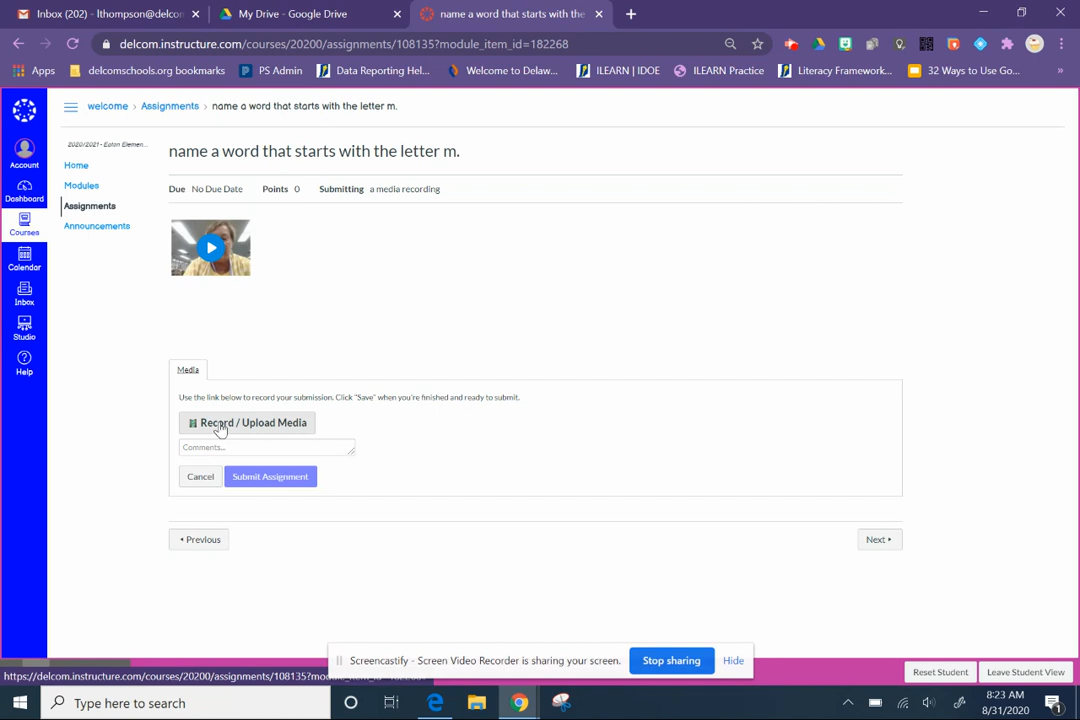 Inbox (202) - lthompson@delcom
My Drive - Google Drive
name a word that starts with the
delcom.instructure.com/courses/20200/assignments/108135?module_item_id=182268
Apps
delcomschools.org bookmarks
PS Admin
Data Reporting Hel...
Welcome to Delaw...
ILEARN | IDOE
ILEARN Practice
Literacy Framework...
32 Ways to Use Go...
»
welcome › Assignments › name a word that starts with the letter m.
2020/2021 - Eaton Elemen...
Home
Modules
Assignments
Announcements
Account
Dashboard
Courses
Calendar
Inbox
Studio
Help
name a word that starts with the letter m.
Due No Due Date Points 0 Submitting a media recording
Media
Use the link below to record your submission. Click "Save" when you're finished and ready to submit.
Record / Upload Media
Comments...
Cancel Submit Assignment
Previous
Next
Screencastify - Screen Video Recorder is sharing your screen.
Stop sharing
Hide
Reset Student
Leave Student View
Type here to search
8:23 AM
8/31/2020
1